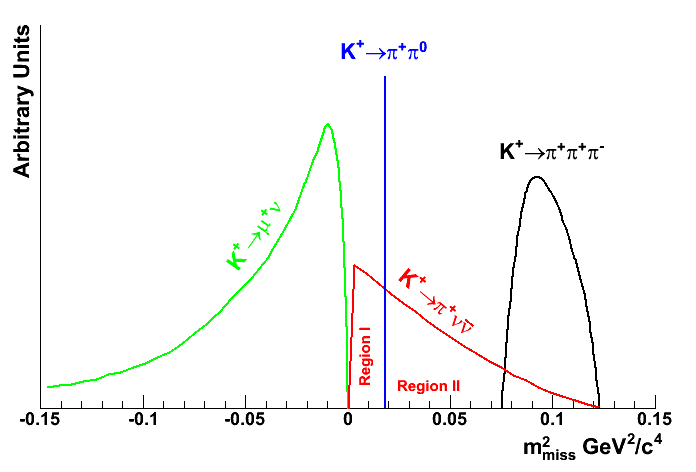 Arbitrary Units
K⁺→π⁺π⁰
K⁺→π⁺π⁺π⁻
K⁺→μ⁺ν
K⁺→π⁺νν̄
Region I
Region II
-0.15 -0.1 -0.05 0 0.05 0.1 0.15
m²miss GeV²/c⁴